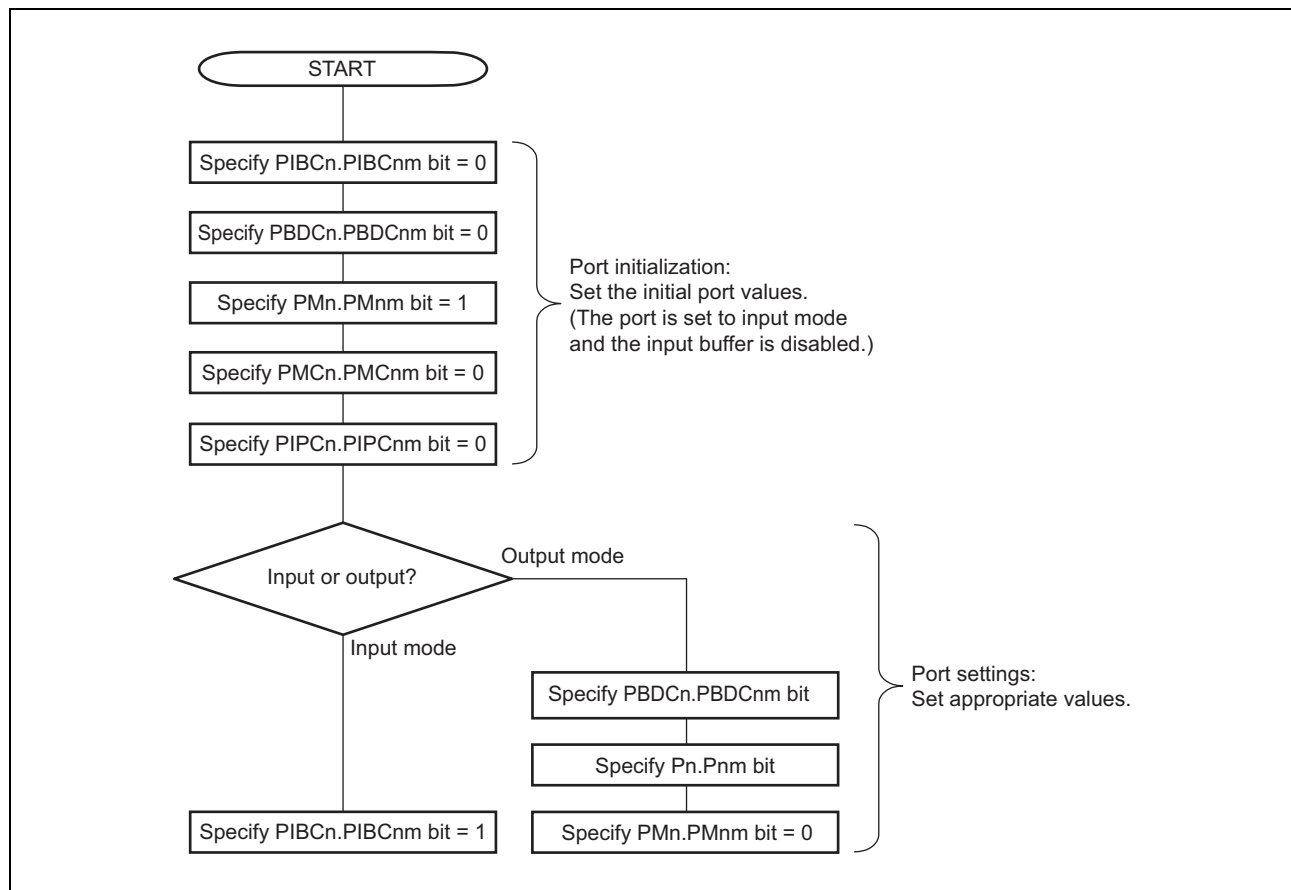 START
Specify PIBCn.PIBCnm bit = 0
Specify PBDCn.PBDCnm bit = 0
Specify PMn.PMnm bit = 1
Specify PMCn.PMCnm bit = 0
Specify PIPCn.PIPCnm bit = 0
Port initialization:
Set the initial port values.
(The port is set to input mode
and the input buffer is disabled.)
Input or output?
Output mode
Input mode
Specify PBDCn.PBDCnm bit
Specify Pn.Pnm bit
Specify PMn.PMnm bit = 0
Specify PIBCn.PIBCnm bit = 1
Port settings:
Set appropriate values.